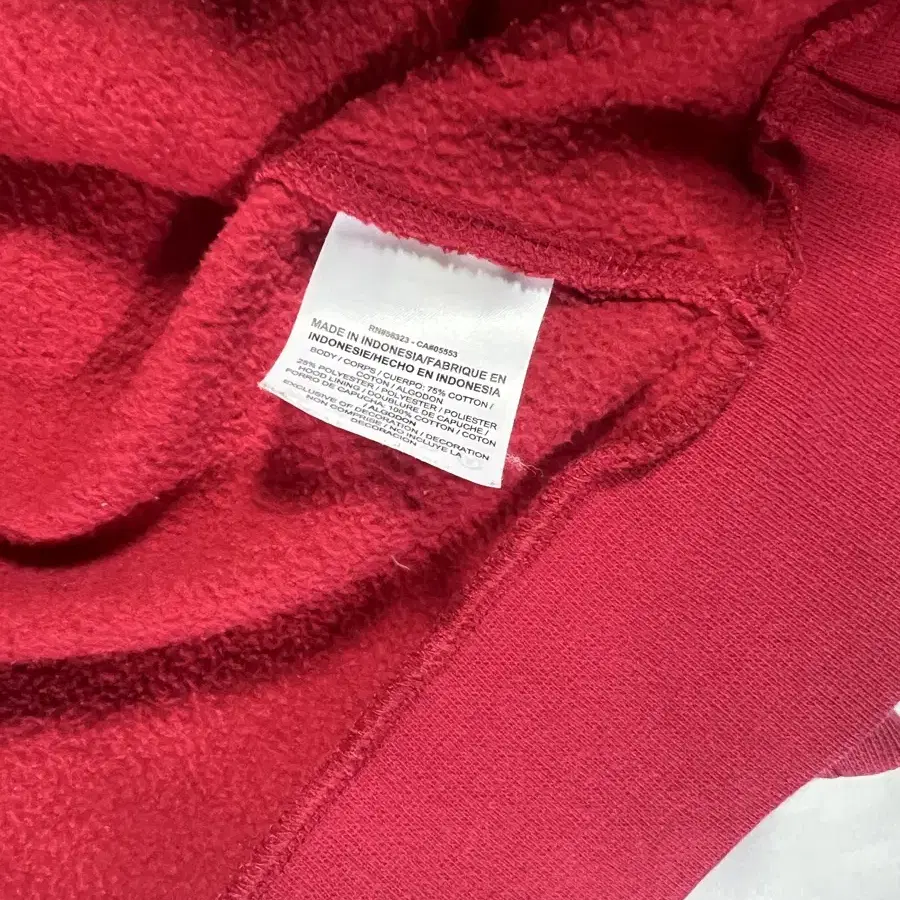 RN#56323 - CA#05553
MADE IN INDONESIA/FABRIQUE EN
INDONESIE/HECHO EN INDONESIA
BODY / CORPS / CUERPO: 75% COTTON /
COTON / ALGODON
25% POLYESTER / POLYESTER / POLIESTER
HOOD LINING / DOUBLURE DE CAPUCHE /
FORRO DE CAPUCHA: 100% COTTON / COTON
/ ALGODON
EXCLUSIVE OF DECORATION / DECORATION
NON COMPRISE / NO INCLUYE LA
DECORACIÓN